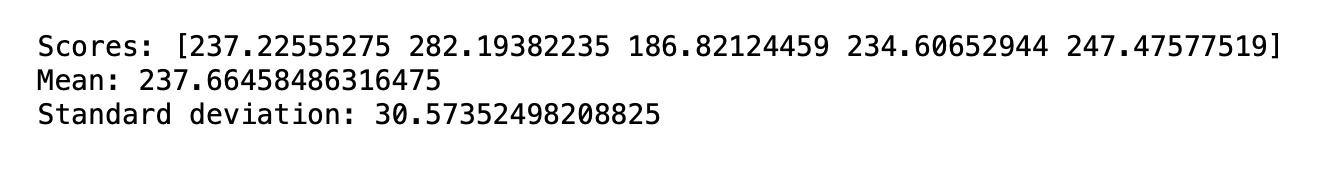 Scores: [237.22555275 282.19382235 186.82124459 234.60652944 247.47577519]
Mean: 237.66458486316475
Standard deviation: 30.57352498208825